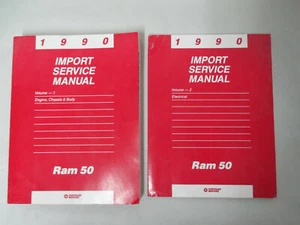 1990
IMPORT
SERVICE
MANUAL
Volume — 1
Engine, Chassis & Body
Ram 50
1990
IMPORT
SERVICE
MANUAL
Volume — 2
Electrical
Ram 50